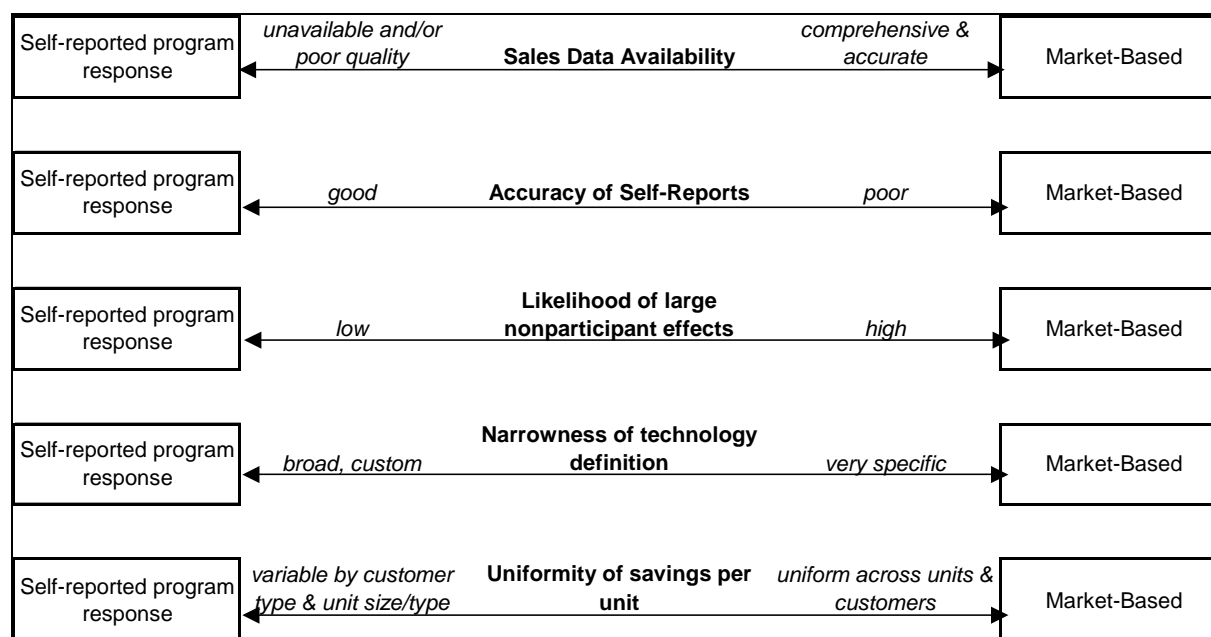 Self-reported program
response
unavailable and/or
poor quality
Sales Data Availability
comprehensive &
accurate
Market-Based
Self-reported program
response
good
Accuracy of Self-Reports
poor
Market-Based
Self-reported program
response
low
Likelihood of large
nonparticipant effects
high
Market-Based
Self-reported program
response
broad, custom
Narrowness of technology
definition
very specific
Market-Based
Self-reported program
response
variable by customer
type & unit size/type
Uniformity of savings per
unit
uniform across units &
customers
Market-Based